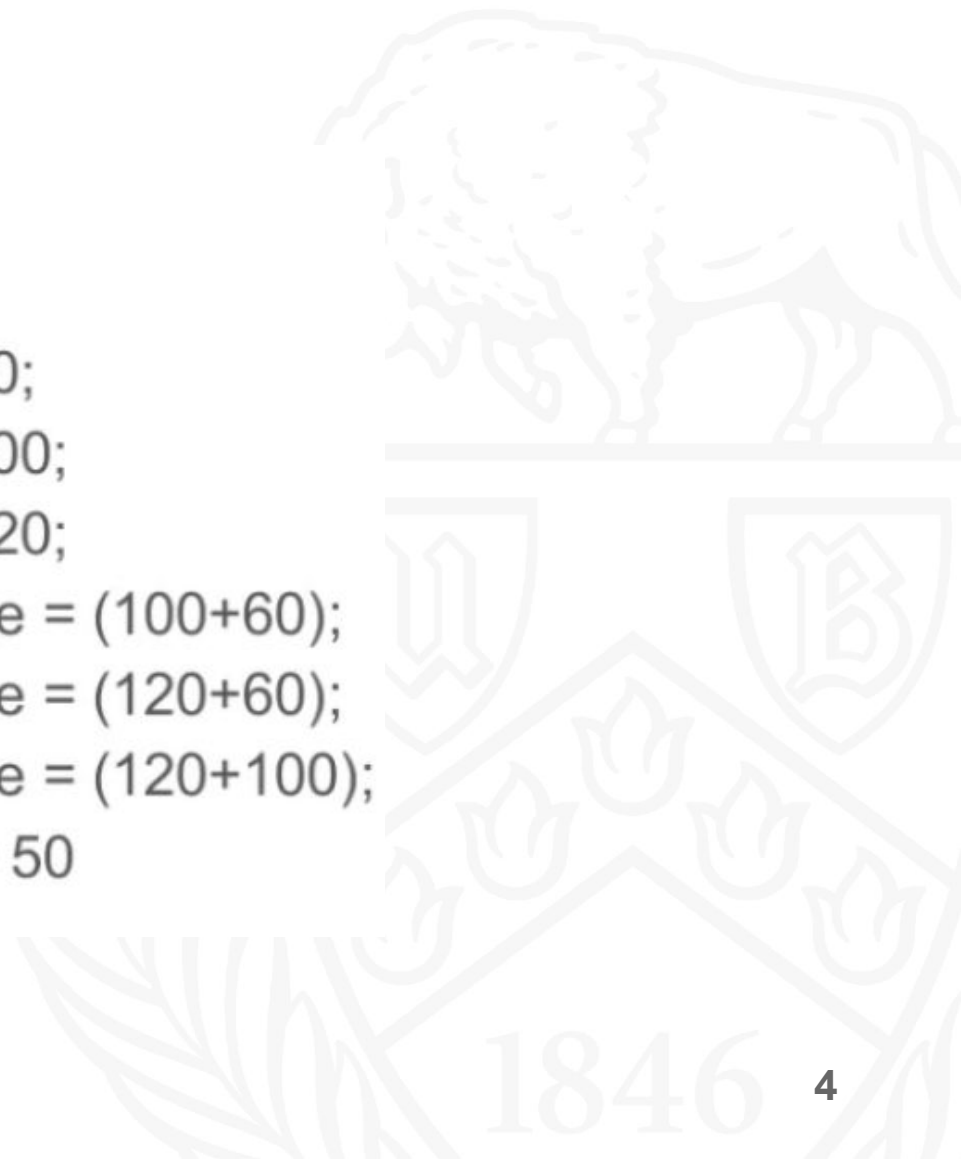 0;
00;
20;
e = (100+60);
e = (120+60);
e = (120+100);
50
U B
1846
4